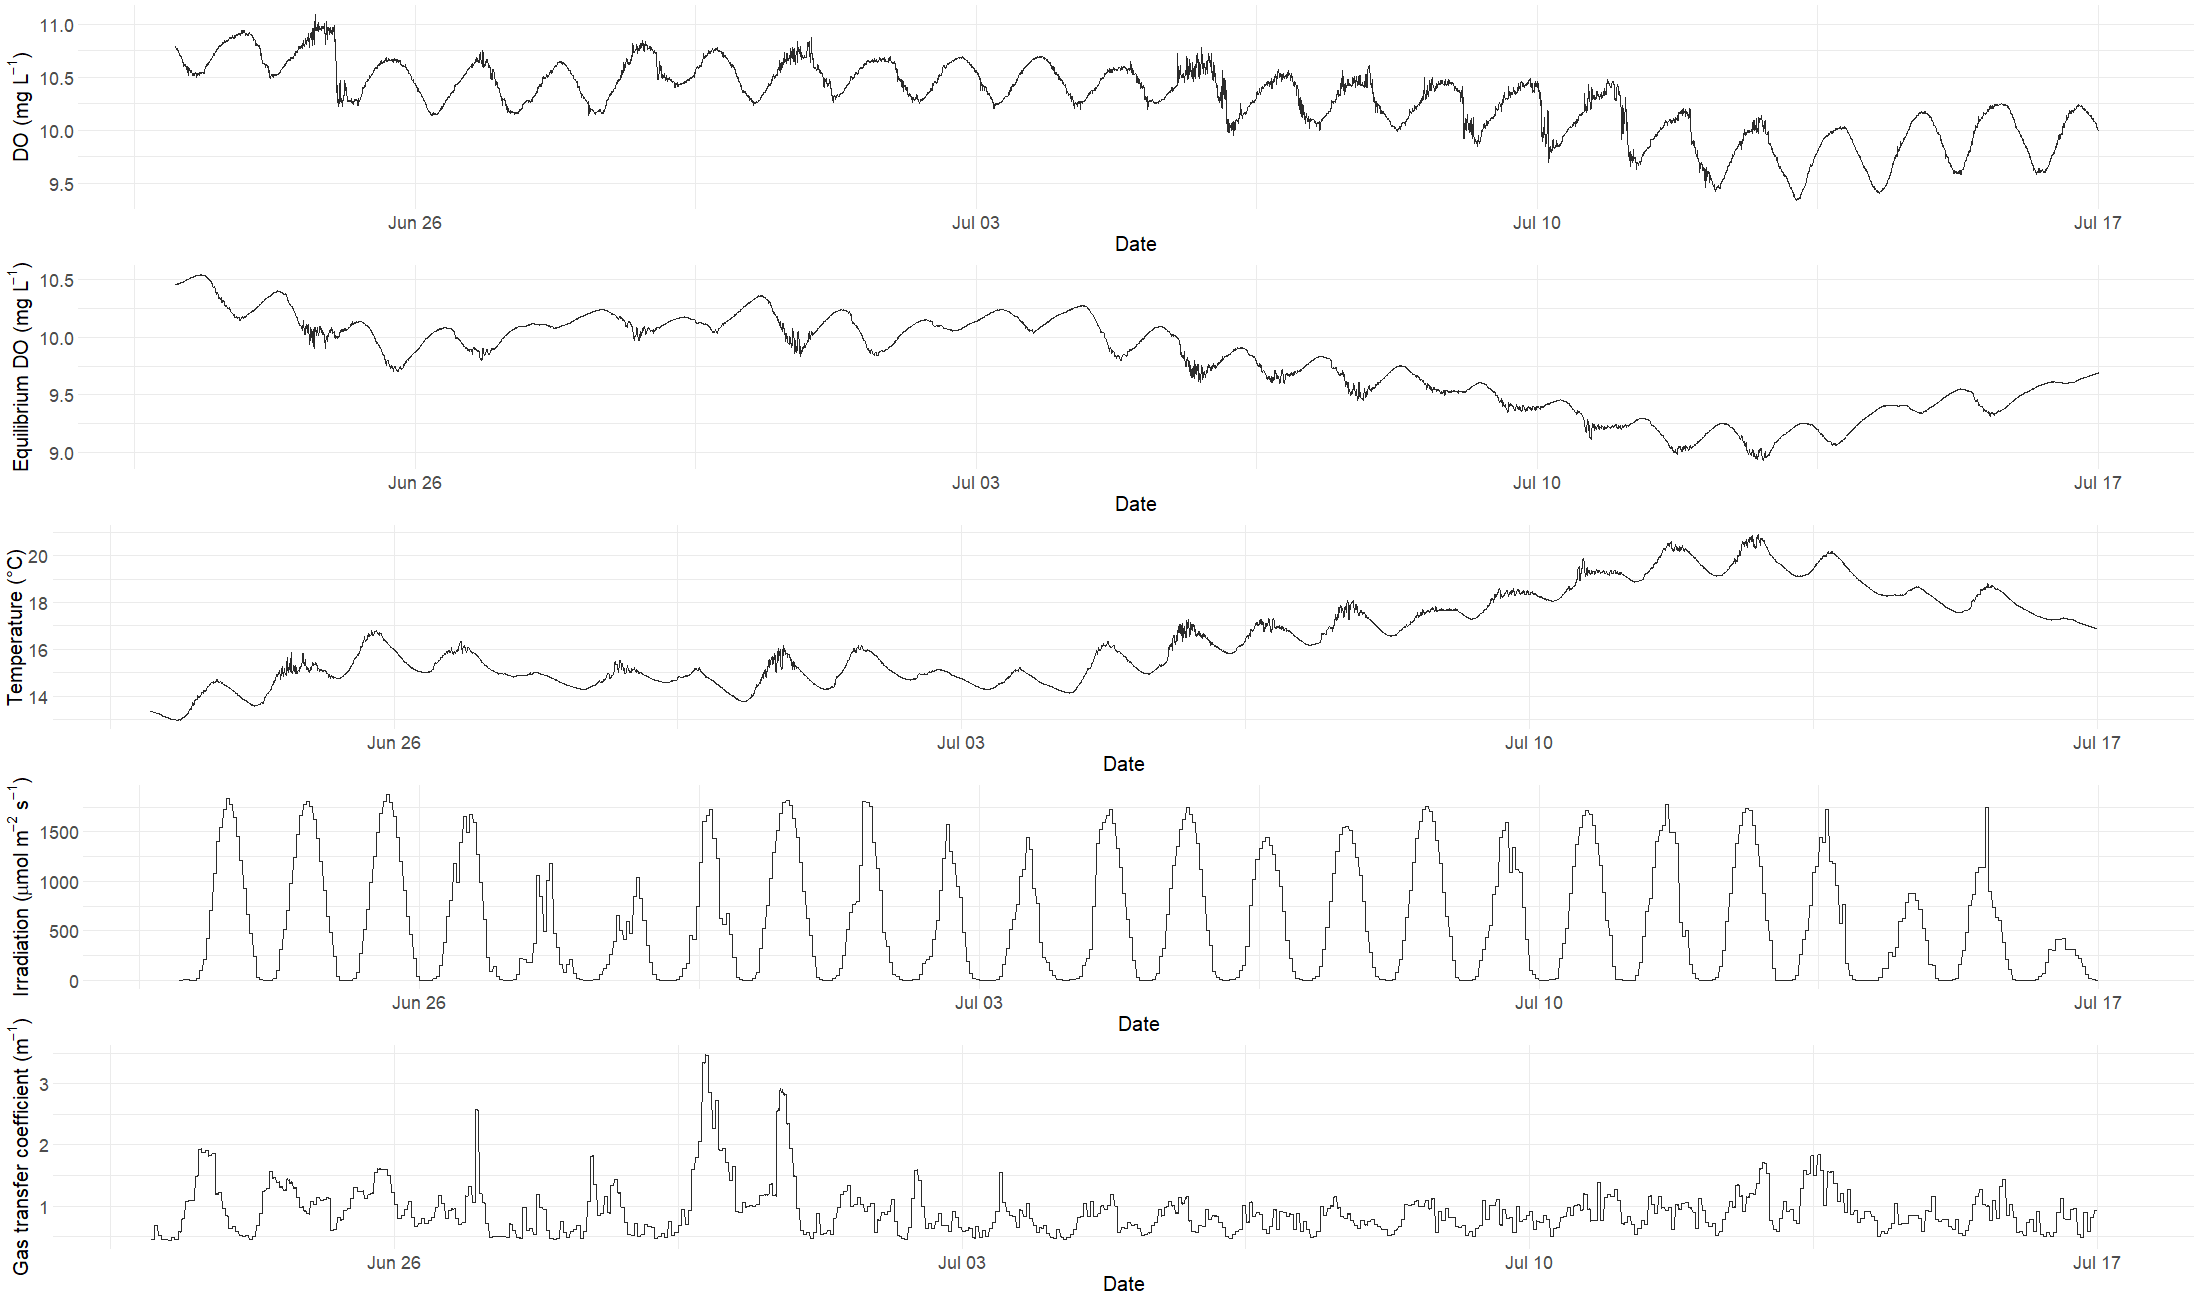 DO (mg L⁻¹)
11.0
10.5
10.0
9.5
Jun 26 Jul 03 Jul 10 Jul 17
Date
Equilibrium DO (mg L⁻¹)
10.5
10.0
9.5
9.0
Jun 26 Jul 03 Jul 10 Jul 17
Date
Temperature (°C)
20
18
16
14
Jun 26 Jul 03 Jul 10 Jul 17
Date
Irradiation (μmol m⁻² s⁻¹)
1500
1000
500
0
Jun 26 Jul 03 Jul 10 Jul 17
Date
Gas transfer coefficient (m⁻¹)
3
2
1
Jun 26 Jul 03 Jul 10 Jul 17
Date